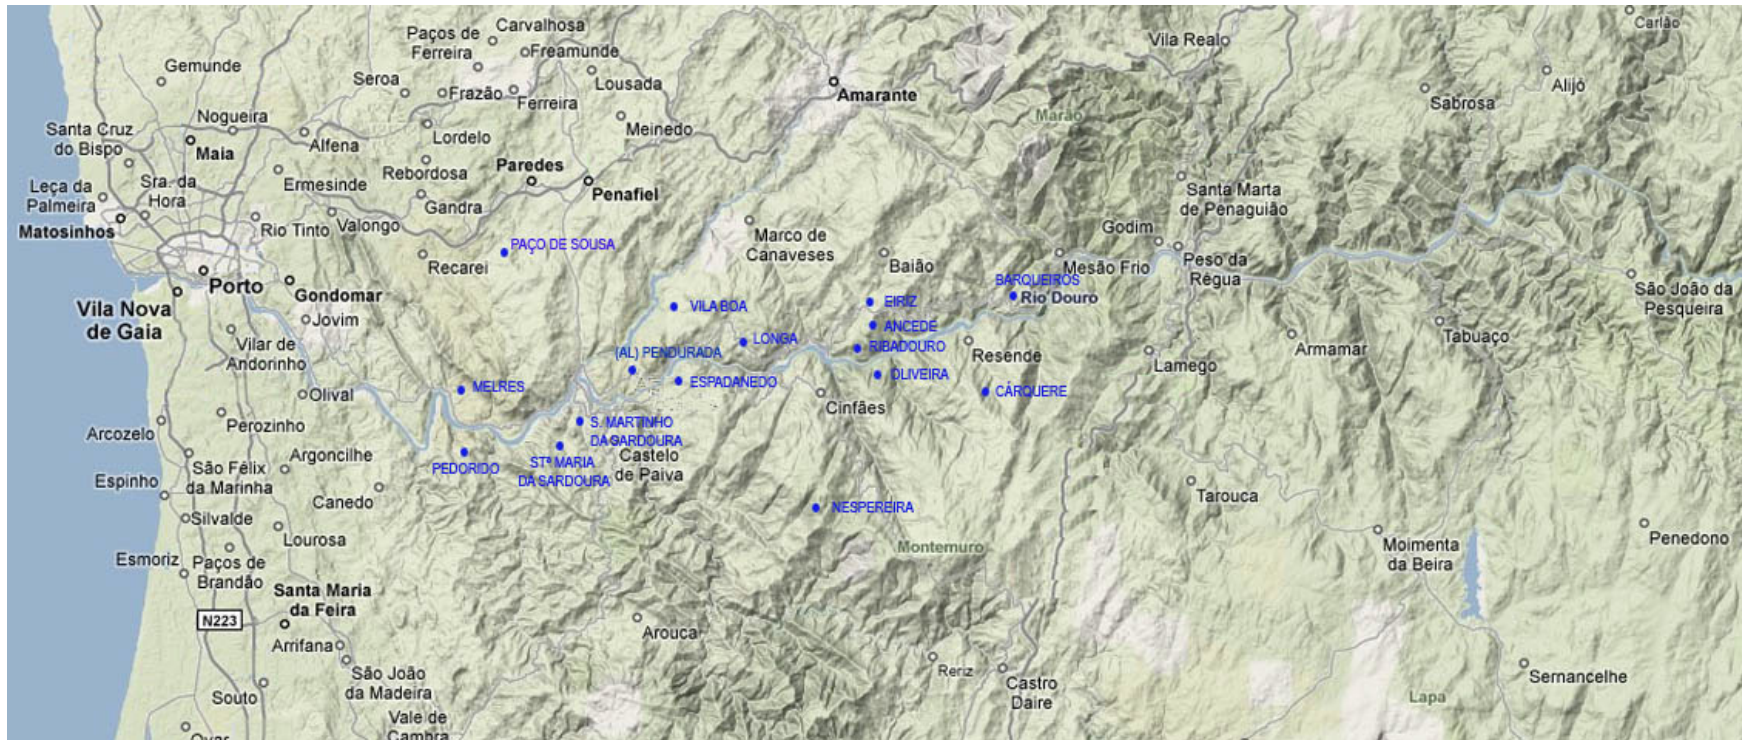 Carvalhosa
Carlão
Paços de
Ferreira
Freamunde
Vila Real
Gemunde
Seroa
Lousada
Alijó
Frazão
Ferreira
Amarante
Sabrosa
Nogueira
Marão
Santa Cruz
do Bispo
Lordelo
Meinedo
Alfena
Maia
Rebordosa
Paredes
Leça da
Palmeira
Sra. da
Hora
Ermesinde
Penafiel
Santa Marta
de Penaguião
Gandra
Matosinhos
Rio Tinto
Valongo
Marco de
Canaveses
Godim
PAÇO DE SOUSA
Recarei
Baião
Mesão Frio
Peso da
Régua
Porto
Gondomar
BARQUEIROS
Rio Douro
São João da
Pesqueira
Vila Nova
de Gaia
Jovim
VILA BOA
EIRIZ
ANCEDE
Tabuaço
Vilar de
Andorinho
LONGA
RIBADOURO
Resende
Armamar
(AL) PENDURADA
Lamego
MELRES
ESPADANEDO
OLIVEIRA
CÁRQUERE
Olival
Cinfães
Arcozelo
Perozinho
S. MARTINHO
DA SARDOURA
Argoncilhe
Castelo
de Paiva
São Félix
da Marinha
PEDORIDO
STª MARIA
DA SARDOURA
Espinho
Canedo
Tarouca
NESPEREIRA
Silvalde
Lourosa
Penedono
Montemuro
Moimenta
da Beira
Esmoriz
Paços de
Brandão
Santa Maria
da Feira
N223
Arouca
Arrifana
Reriz
Castro
Daire
São João
da Madeira
Sernancelhe
Souto
Lapa
Vale de
Cambra
Ovar